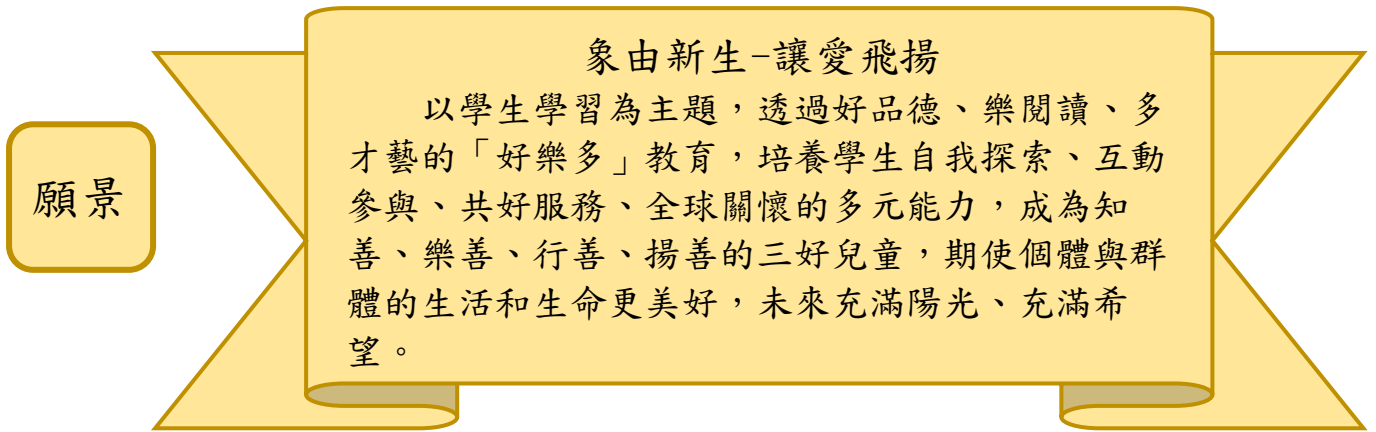 願景
象由新生-讓愛飛揚
以學生學習為主題，透過好品德、樂閱讀、多
才藝的「好樂多」教育，培養學生自我探索、互動
參與、共好服務、全球關懷的多元能力，成為知
善、樂善、行善、揚善的三好兒童，期使個體與群
體的生活和生命更美好，未來充滿陽光、充滿希
望。